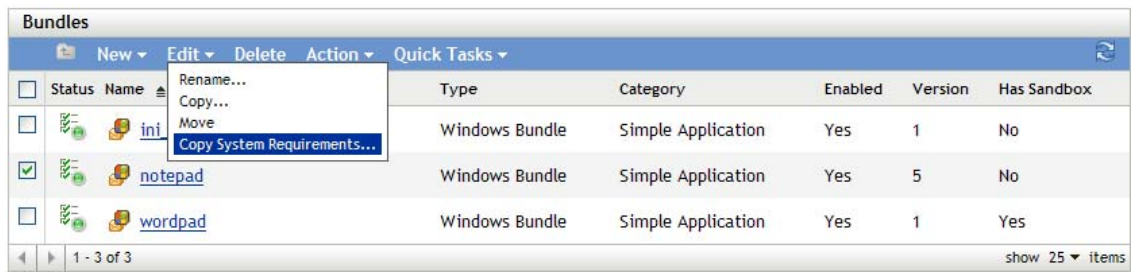 Bundles
New Edit Delete Action Quick Tasks
Status Name Type Category Enabled Version Has Sandbox
Rename...
Copy...
Move
Copy System Requirements...
ini_ Windows Bundle Simple Application Yes 1 No
notepad Windows Bundle Simple Application Yes 5 No
wordpad Windows Bundle Simple Application Yes 1 Yes
1 - 3 of 3 show 25 items